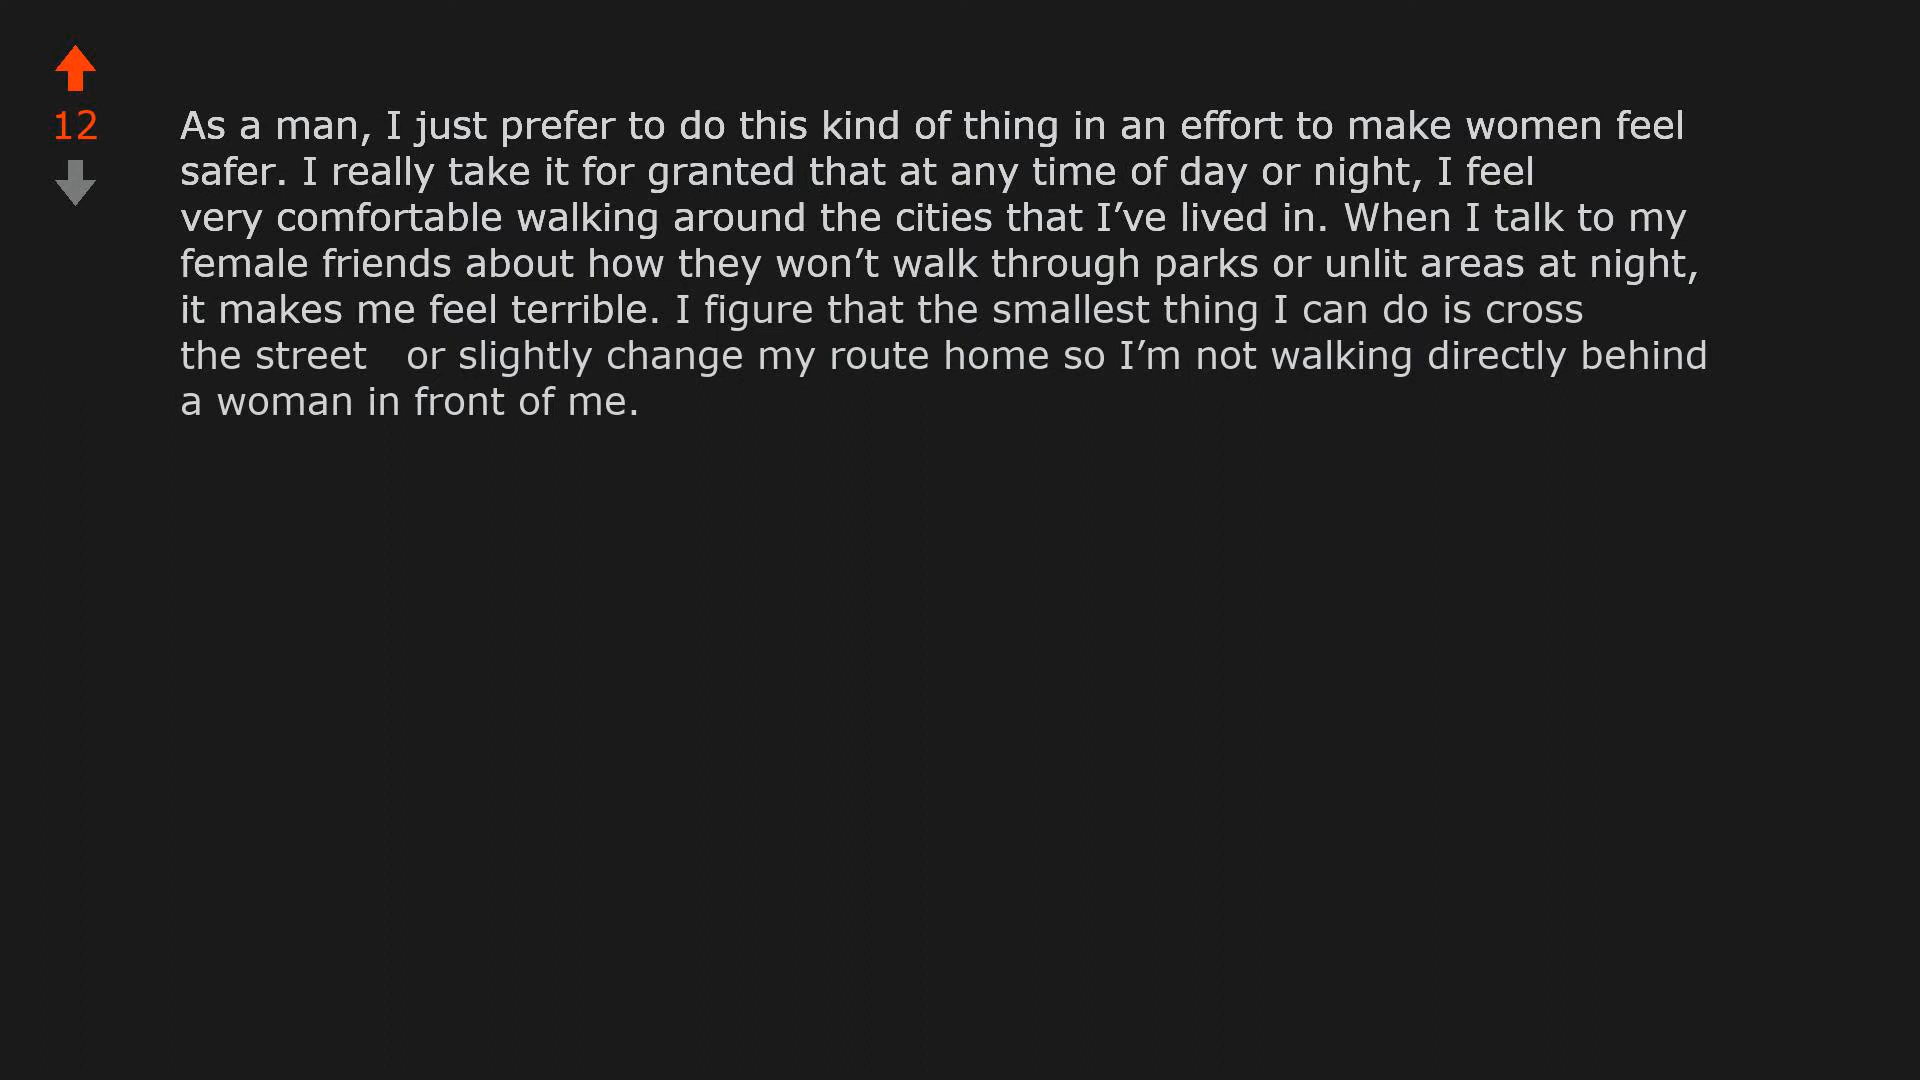 12
As a man, I just prefer to do this kind of thing in an effort to make women feel
safer. I really take it for granted that at any time of day or night, I feel
very comfortable walking around the cities that I’ve lived in. When I talk to my
female friends about how they won’t walk through parks or unlit areas at night,
it makes me feel terrible. I figure that the smallest thing I can do is cross
the street   or slightly change my route home so I’m not walking directly behind
a woman in front of me.